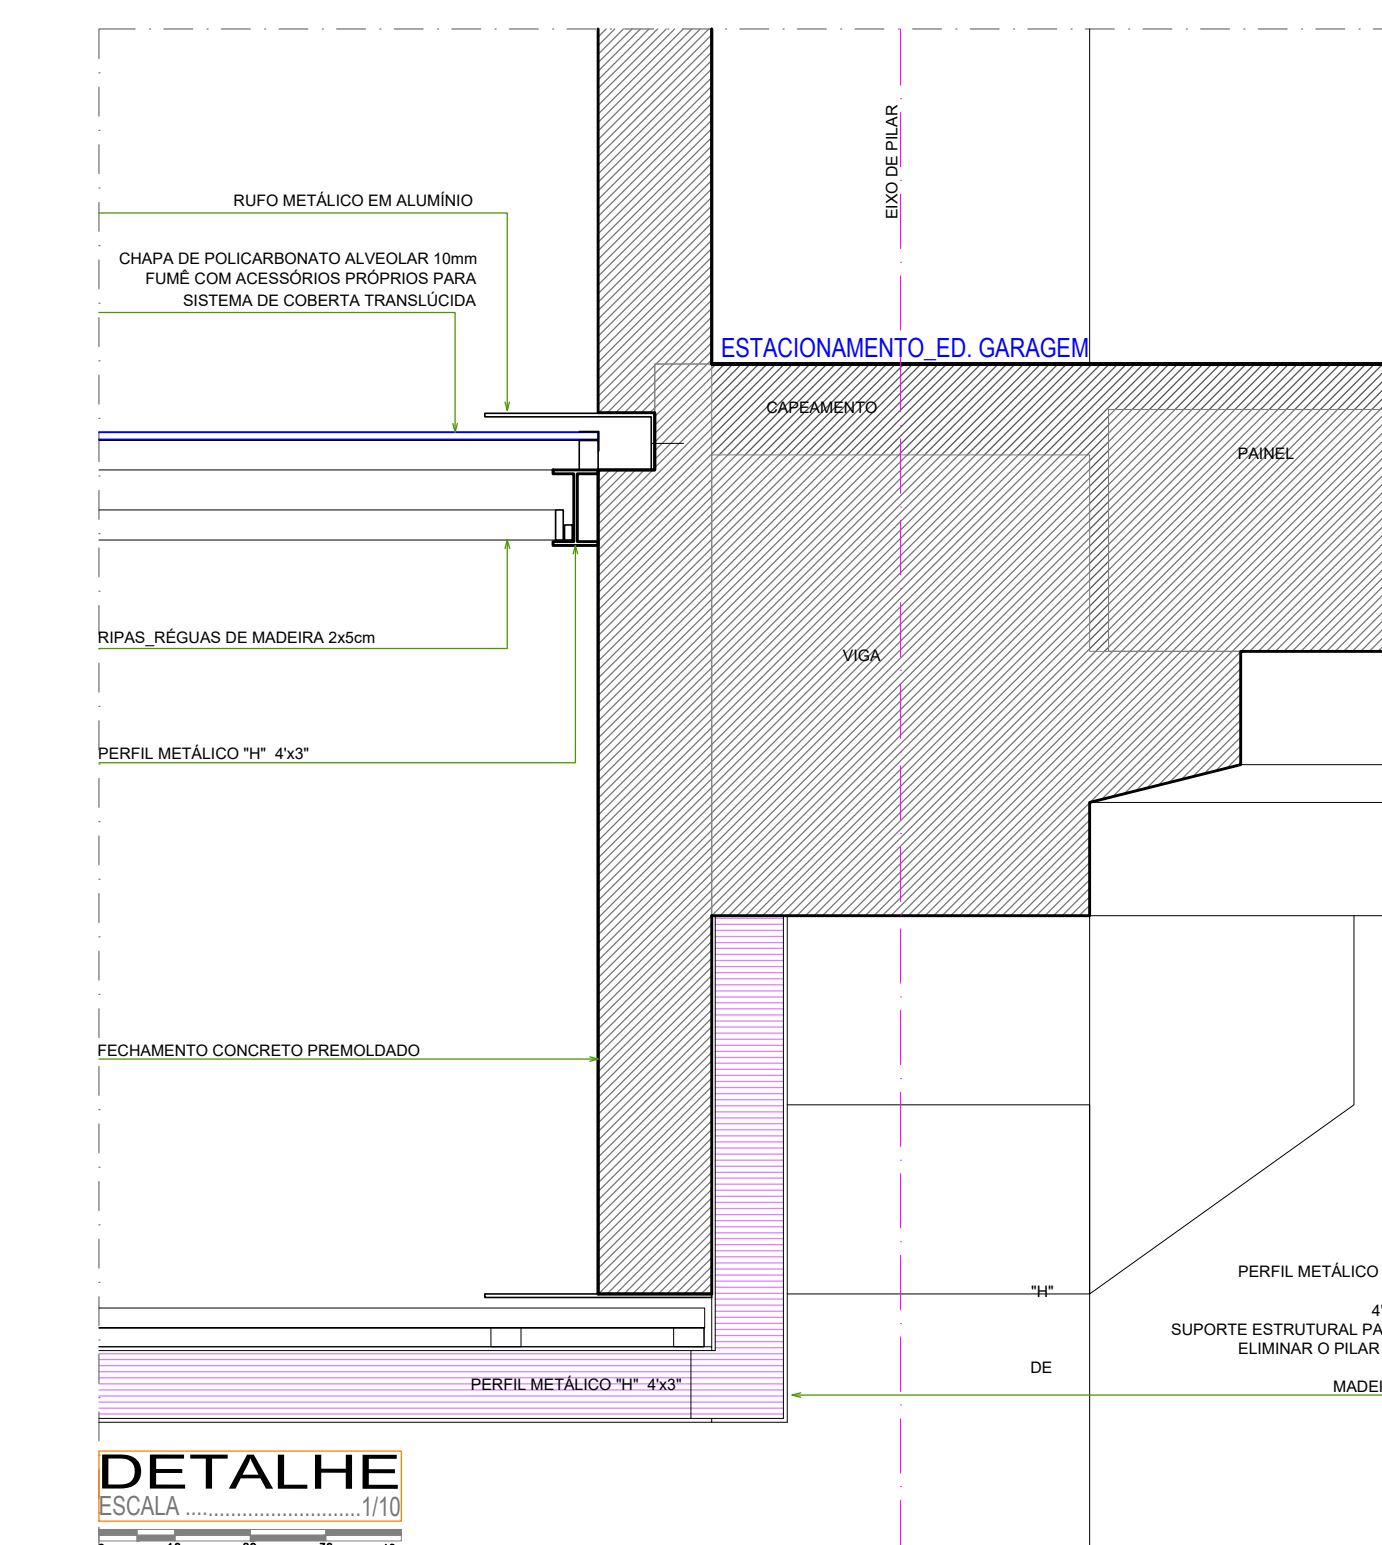 EIXO DE PILAR
RUFO METÁLICO EM ALUMÍNIO
CHAPA DE POLICARBONATO ALVEOLAR 10mm
FUMÊ COM ACESSÓRIOS PRÓPRIOS PARA
SISTEMA DE COBERTA TRANSLÚCIDA
ESTACIONAMENTO_ED. GARAGEM
CAPEAMENTO
PAINEL
RIPAS_RÉGUAS DE MADEIRA 2x5cm
VIGA
PERFIL METÁLICO "H" 4'x3"
FECHAMENTO CONCRETO PREMOLDADO
PERFIL METÁLICO
"H"
4'
SUPORTE ESTRUTURAL PA
ELIMINAR O PILAR
DE
MADEI
PERFIL METÁLICO "H" 4'x3"
DETALHE
ESCALA ............................1/10